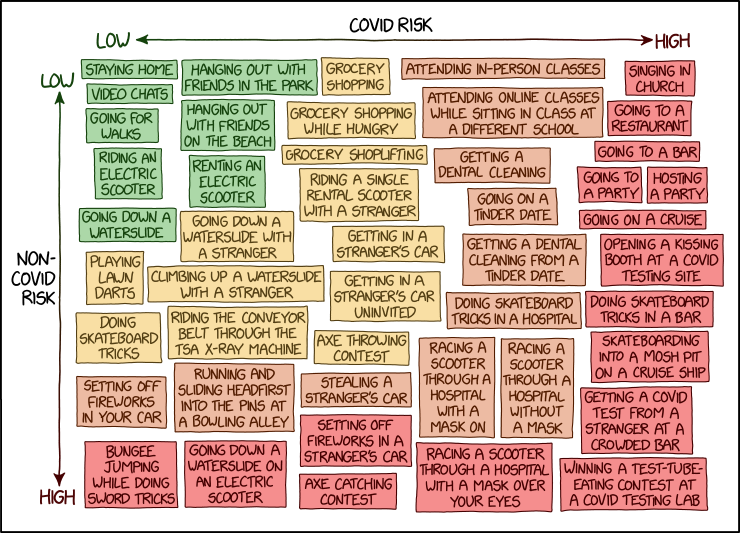 COVID RISK
LOW
HIGH
LOW
NON-
COVID
RISK
HIGH
STAYING HOME
VIDEO CHATS
GOING FOR
WALKS
RIDING AN
ELECTRIC
SCOOTER
GOING DOWN A
WATERSLIDE
PLAYING
LAWN
DARTS
DOING
SKATEBOARD
TRICKS
SETTING OFF
FIREWORKS
IN YOUR CAR
BUNGEE
JUMPING
WHILE DOING
SWORD TRICKS
HANGING OUT WITH
FRIENDS IN THE PARK
HANGING OUT
WITH FRIENDS
ON THE BEACH
RENTING AN
ELECTRIC
SCOOTER
GOING DOWN A
WATERSLIDE WITH
A STRANGER
CLIMBING UP A WATERSLIDE
WITH A STRANGER
RIDING THE CONVEYOR
BELT THROUGH THE
TSA X-RAY MACHINE
RUNNING AND
SLIDING HEADFIRST
INTO THE PINS AT
A BOWLING ALLEY
GOING DOWN A
WATERSLIDE ON
AN ELECTRIC
SCOOTER
GROCERY
SHOPPING
GROCERY SHOPPING
WHILE HUNGRY
GROCERY SHOPLIFTING
RIDING A SINGLE
RENTAL SCOOTER
WITH A STRANGER
GETTING IN A
STRANGER'S CAR
GETTING IN A
STRANGER'S CAR
UNINVITED
AXE THROWING
CONTEST
STEALING A
STRANGER'S CAR
SETTING OFF
FIREWORKS IN A
STRANGER'S CAR
AXE CATCHING
CONTEST
ATTENDING IN-PERSON CLASSES
ATTENDING ONLINE CLASSES
WHILE SITTING IN CLASS AT
A DIFFERENT SCHOOL
GETTING A
DENTAL CLEANING
GOING ON A
TINDER DATE
GETTING A DENTAL
CLEANING FROM A
TINDER DATE
DOING SKATEBOARD
TRICKS IN A HOSPITAL
RACING A
SCOOTER
THROUGH A
HOSPITAL
WITH A
MASK ON
RACING A
SCOOTER
THROUGH A
HOSPITAL
WITHOUT
A MASK
RACING A SCOOTER
THROUGH A HOSPITAL
WITH A MASK OVER
YOUR EYES
SINGING IN
CHURCH
GOING TO A
RESTAURANT
GOING TO A BAR
GOING TO
A PARTY
HOSTING
A PARTY
GOING ON A CRUISE
OPENING A KISSING
BOOTH AT A COVID
TESTING SITE
DOING SKATEBOARD
TRICKS IN A BAR
SKATEBOARDING
INTO A MOSH PIT
ON A CRUISE SHIP
GETTING A COVID
TEST FROM A
STRANGER AT A
CROWDED BAR
WINNING A TEST-TUBE-
EATING CONTEST AT
A COVID TESTING LAB